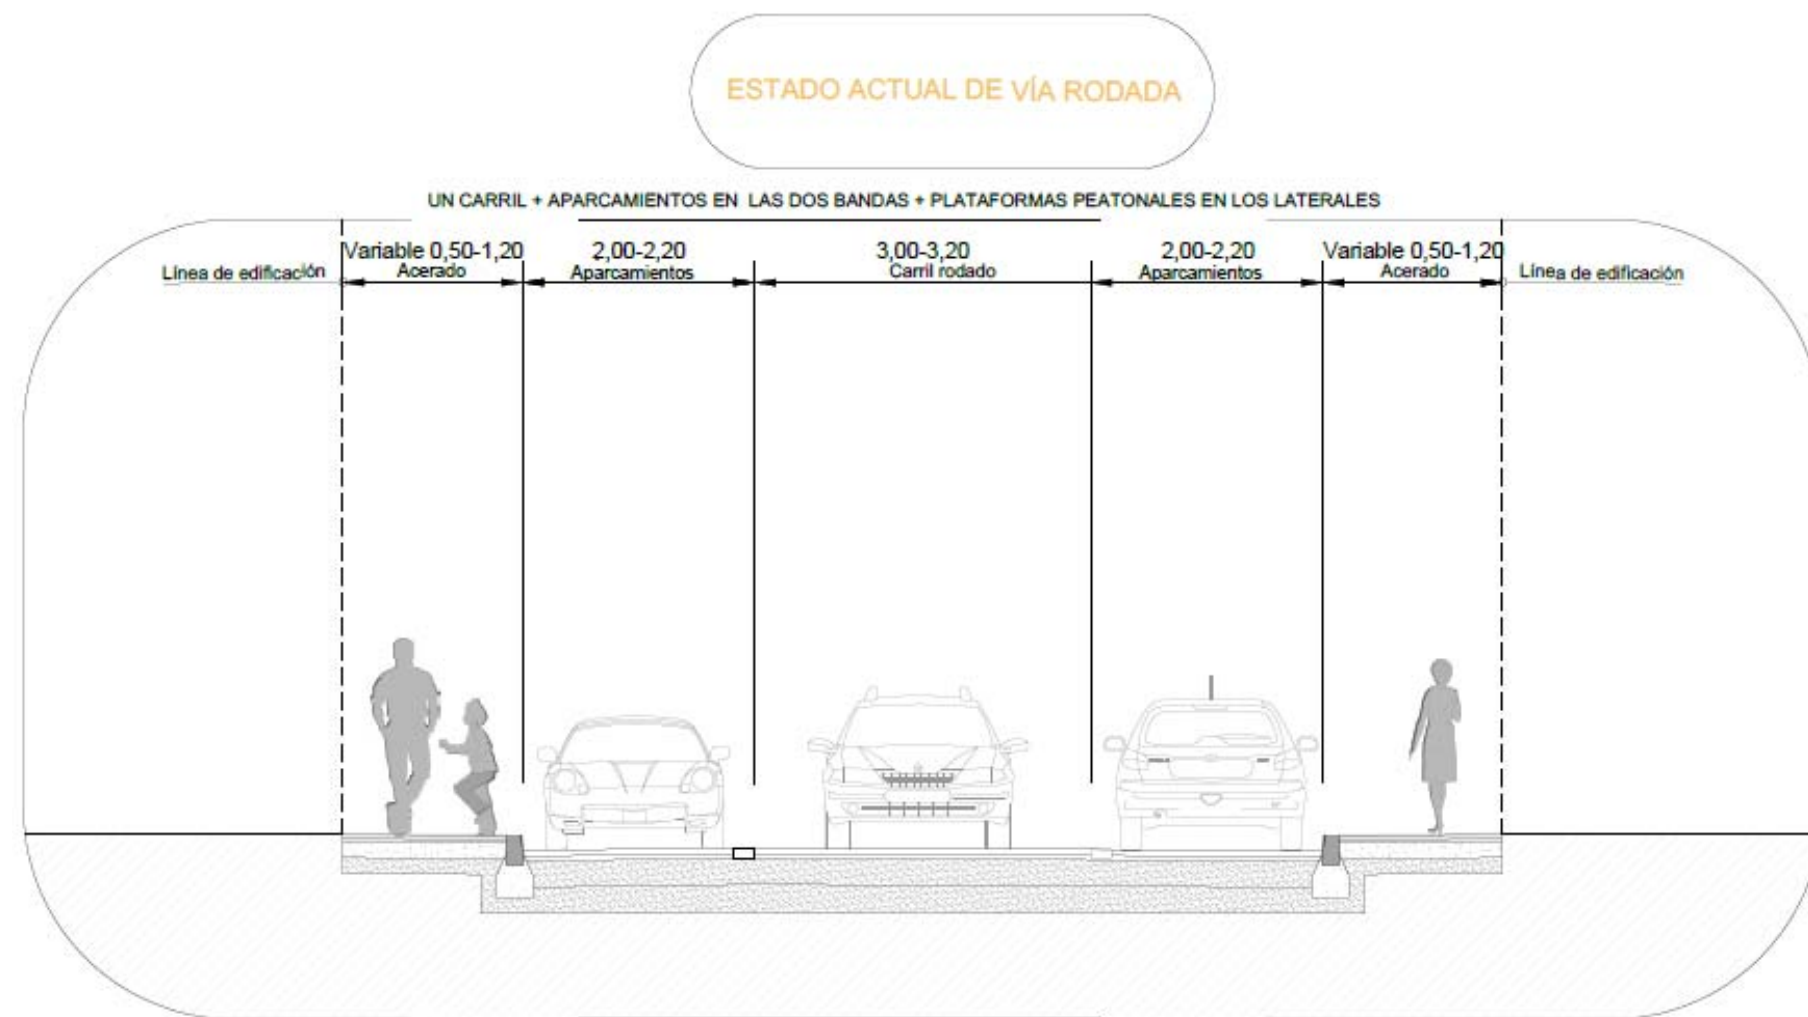 ESTADO ACTUAL DE VÍA RODADA
UN CARRIL + APARCAMIENTOS EN LAS DOS BANDAS + PLATAFORMAS PEATONALES EN LOS LATERALES
Variable 0,50-1,20
2,00-2,20
3,00-3,20
2,00-2,20
Variable 0,50-1,20
Línea de edificación
Acerado
Aparcamientos
Carril rodado
Aparcamientos
Acerado
Línea de edificación